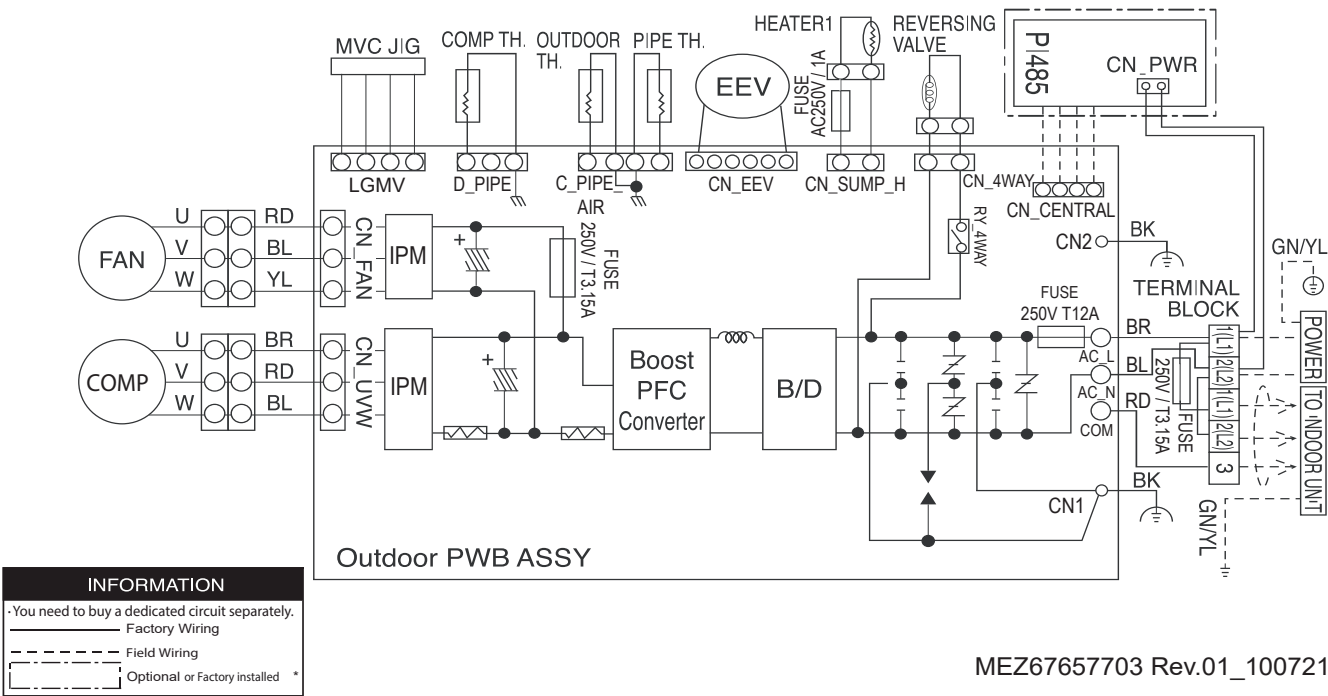 MVC JIG
COMP TH.
OUTDOOR
TH.
PIPE TH.
EEV
HEATER1
FUSE
AC250V / 1A
REVERSING
VALVE
PI485
CN_PWR
LGMV
D_PIPE
C_PIPE_
AIR
CN_EEV
CN_SUMP_H
CN_4WAY
CN_CENTRAL
RY_4WAY
CN2
BK
FAN
U
V
W
RD
BL
YL
CN_FAN
IPM
+
FUSE
250V / T3.15A
COMP
U
V
W
BR
RD
BL
CN_UVW
IPM
+
Boost
PFC
Converter
B/D
FUSE
250V T12A
AC_L
AC_N
COM
BR
BL
RD
TERMINAL
BLOCK
1(L1)
2(L2)
1(L1)
2(L2)
3
FUSE
250V / T3.15A
GN/YL
POWER
TO INDOOR UNIT
GN/YL
CN1
BK
Outdoor PWB ASSY
INFORMATION
·You need to buy a dedicated circuit separately.
Factory Wiring
Field Wiring
Optional or Factory installed *
MEZ67657703 Rev.01_100721